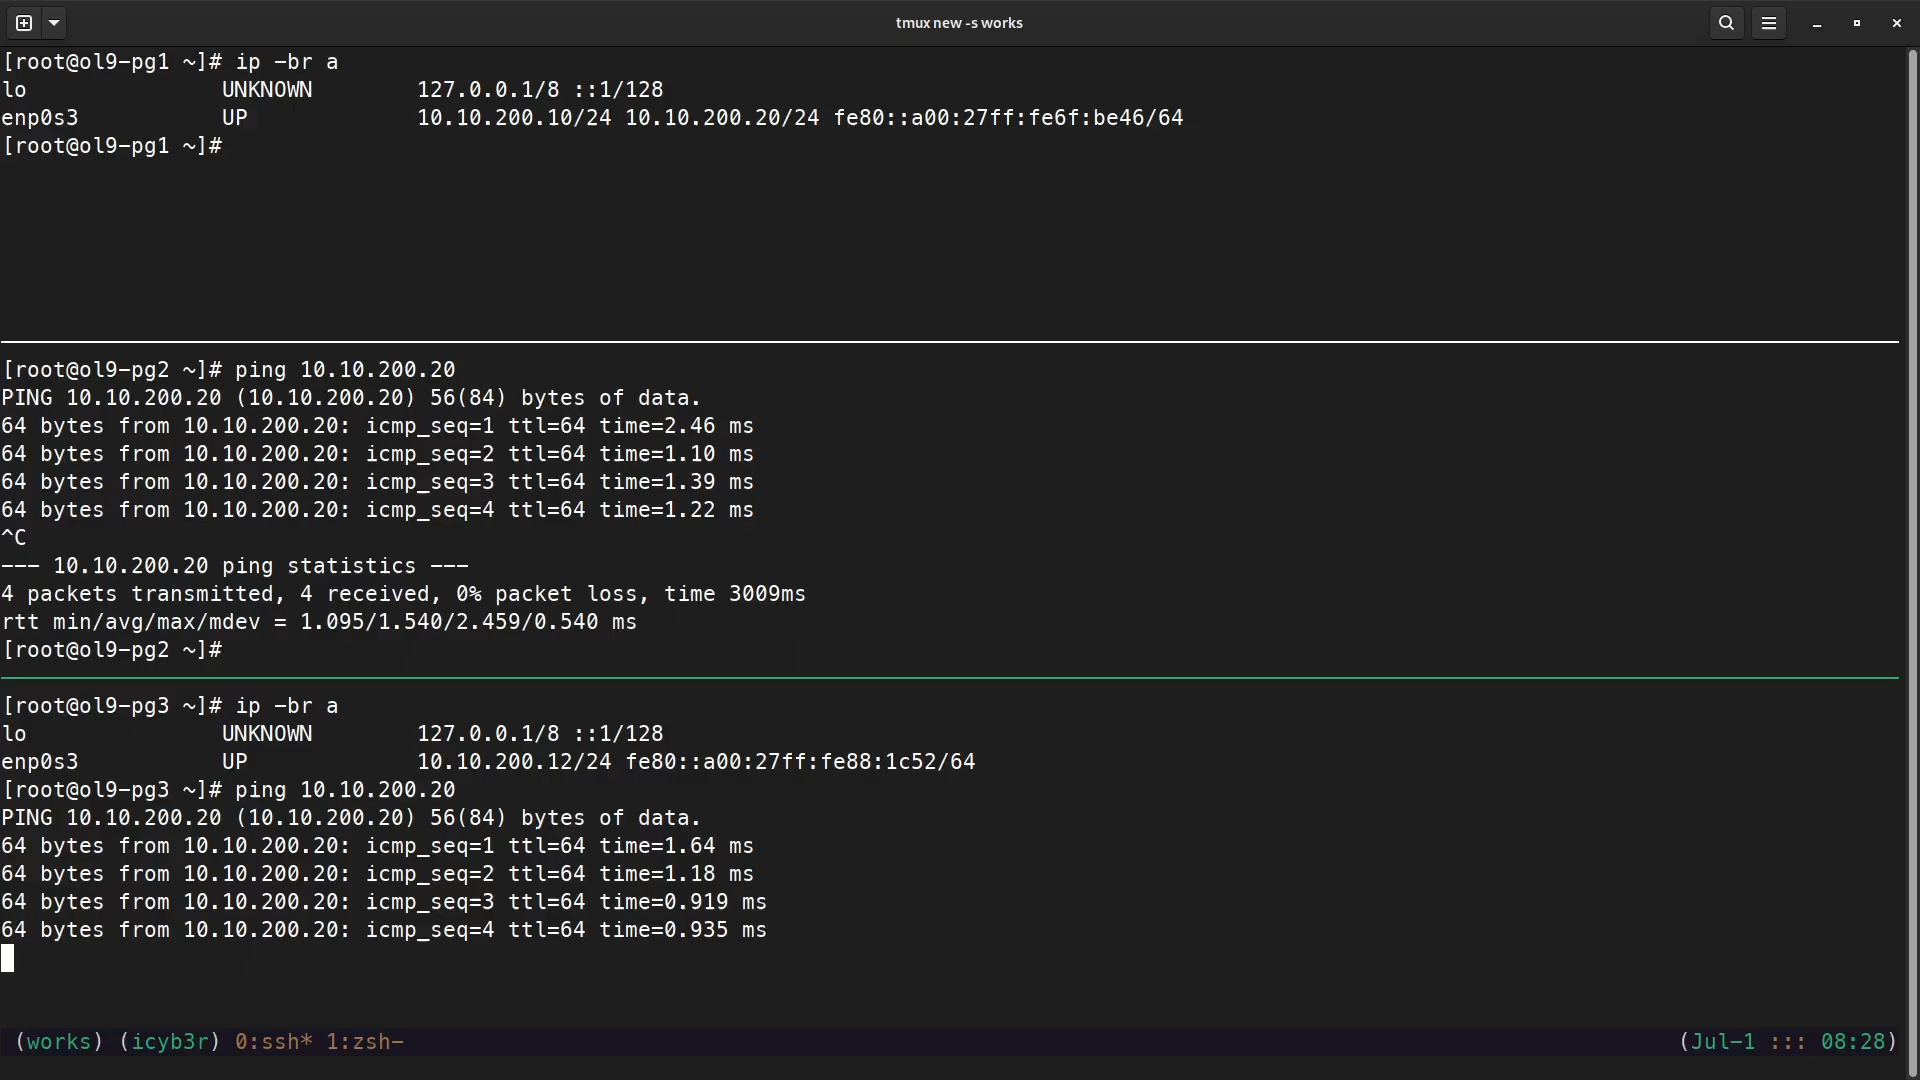 tmux new -s works
[root@ol9-pg1 ~]# ip -br a
lo               UNKNOWN        127.0.0.1/8 ::1/128
enp0s3           UP             10.10.200.10/24 10.10.200.20/24 fe80::a00:27ff:fe6f:be46/64
[root@ol9-pg1 ~]#
[root@ol9-pg2 ~]# ping 10.10.200.20
PING 10.10.200.20 (10.10.200.20) 56(84) bytes of data.
64 bytes from 10.10.200.20: icmp_seq=1 ttl=64 time=2.46 ms
64 bytes from 10.10.200.20: icmp_seq=2 ttl=64 time=1.10 ms
64 bytes from 10.10.200.20: icmp_seq=3 ttl=64 time=1.39 ms
64 bytes from 10.10.200.20: icmp_seq=4 ttl=64 time=1.22 ms
^C
--- 10.10.200.20 ping statistics ---
4 packets transmitted, 4 received, 0% packet loss, time 3009ms
rtt min/avg/max/mdev = 1.095/1.540/2.459/0.540 ms
[root@ol9-pg2 ~]#
[root@ol9-pg3 ~]# ip -br a
lo               UNKNOWN        127.0.0.1/8 ::1/128
enp0s3           UP             10.10.200.12/24 fe80::a00:27ff:fe88:1c52/64
[root@ol9-pg3 ~]# ping 10.10.200.20
PING 10.10.200.20 (10.10.200.20) 56(84) bytes of data.
64 bytes from 10.10.200.20: icmp_seq=1 ttl=64 time=1.64 ms
64 bytes from 10.10.200.20: icmp_seq=2 ttl=64 time=1.18 ms
64 bytes from 10.10.200.20: icmp_seq=3 ttl=64 time=0.919 ms
64 bytes from 10.10.200.20: icmp_seq=4 ttl=64 time=0.935 ms
(works) (icyb3r) 0:ssh* 1:zsh- (Jul-1 ::: 08:28)